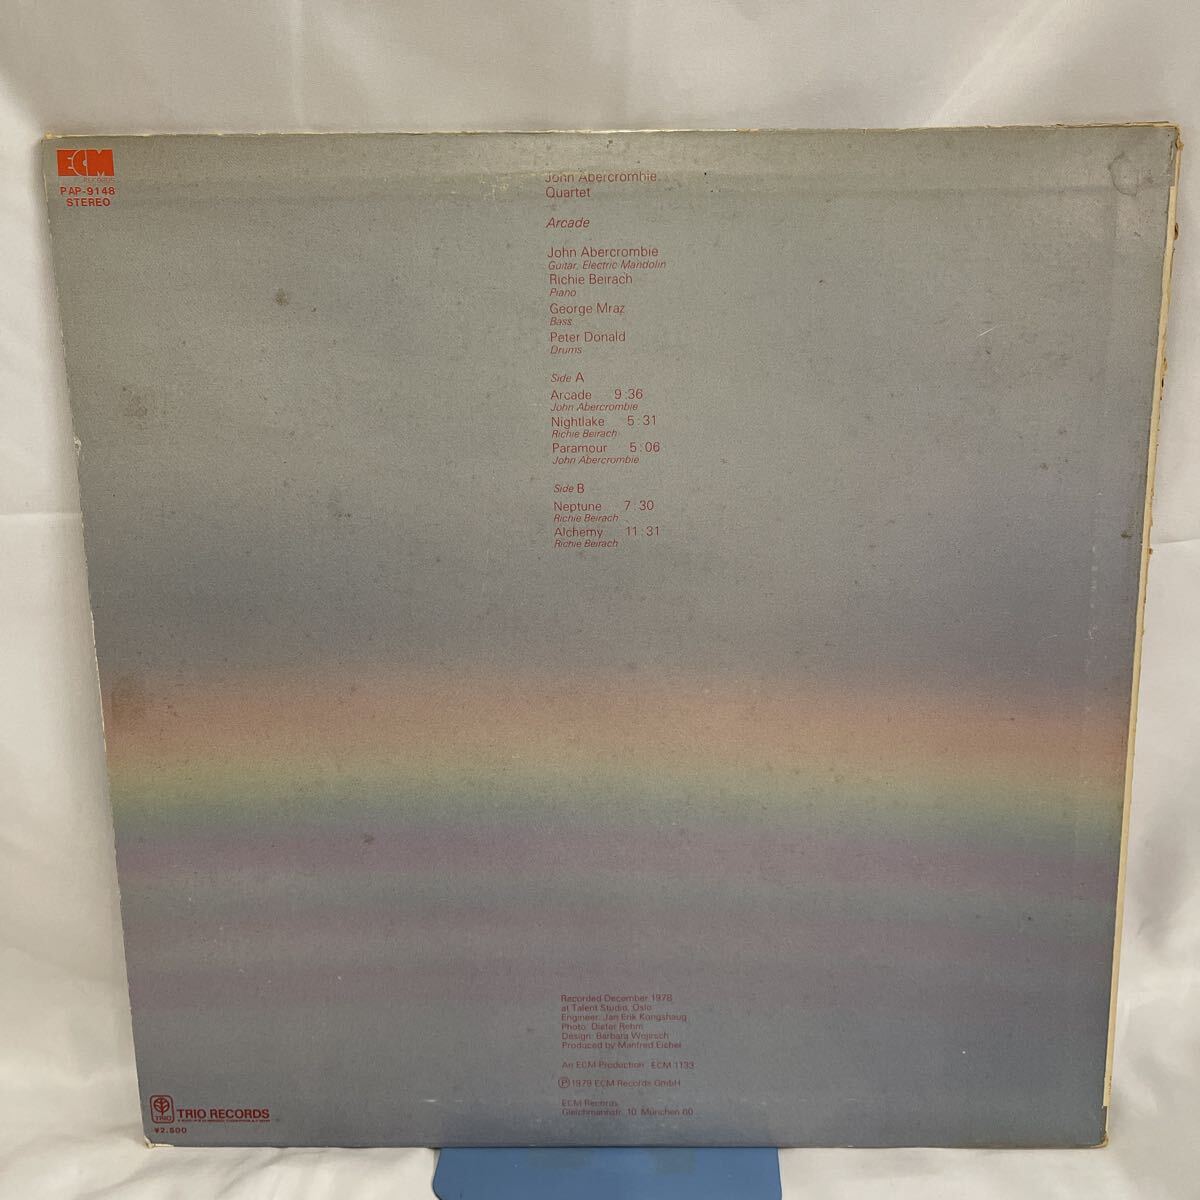 ECM
Records
PAP-9148
STEREO
John Abercrombie
Quartet
Arcade
John Abercrombie
Guitar, Electric Mandolin
Richie Beirach
Piano
George Mraz
Bass
Peter Donald
Drums
Side A
Arcade 9:36
John Abercrombie
Nightlake 5:31
Richie Beirach
Paramour 5:06
John Abercrombie
Side B
Neptune 7:30
Richie Beirach
Alchemy 11:31
Richie Beirach
Recorded December 1978
at Talent Studio, Oslo
Engineer: Jan Erik Kongshaug
Photo: Dieter Rehm
Design: Barbara Wojirsch
Produced by Manfred Eicher
An ECM Production ECM 1133
Ⓟ 1979 ECM Records GmbH
ECM Records
Gleichmannstr. 10 München 60
TRIO
TRIO RECORDS
¥2,500